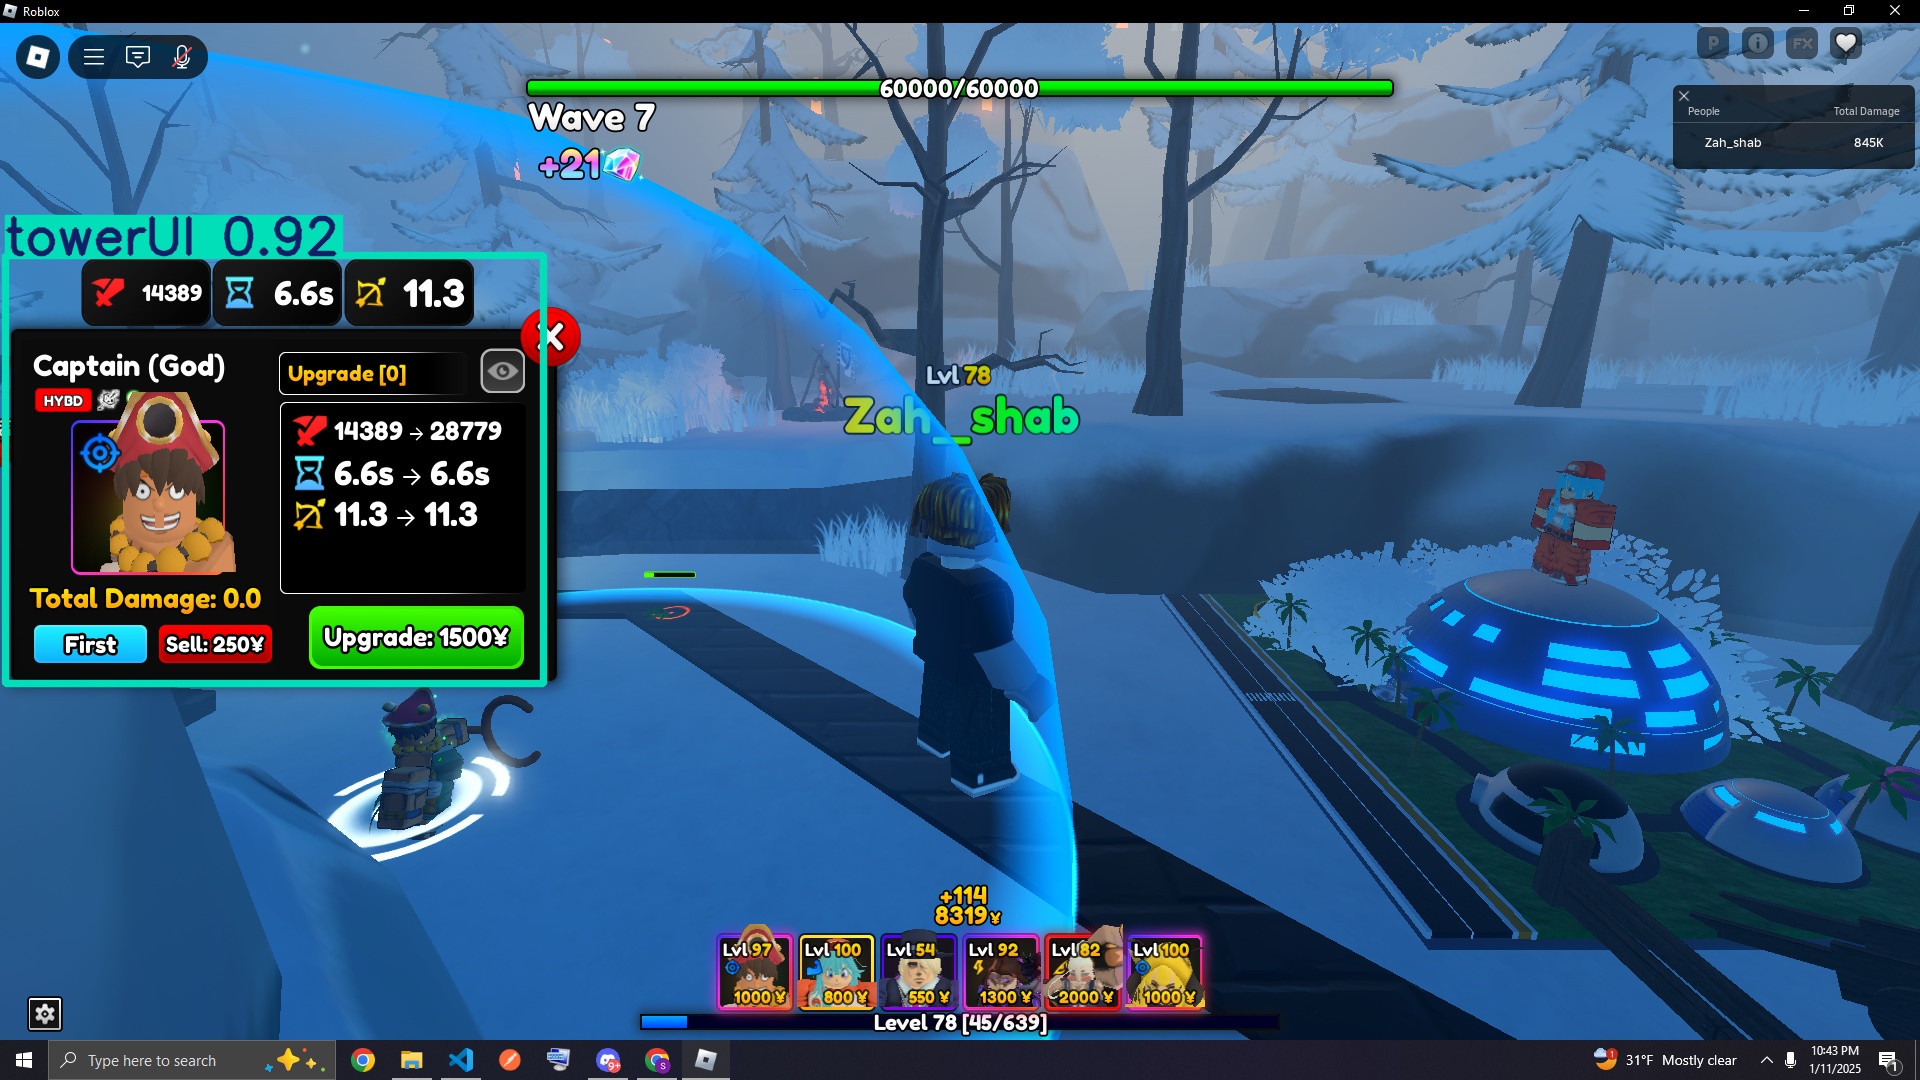 Roblox
60000/60000
Wave 7
+21
P
FX
People Total Damage
Zah_shab 845K
towerUI 0.92
14389 6.6s 11.3
Captain (God)
HYBD
Upgrade [0]
14389 → 28779
6.6s → 6.6s
11.3 → 11.3
Total Damage: 0.0
First
Sell: 250¥
Upgrade: 1500¥
Lvl 78
Zah_shab
+114
8319¥
Lvl 97 Lvl 100 Lvl 54 Lvl 92 Lvl 82 Lvl 100
1000 ¥ 800 ¥ 550 ¥ 1300 ¥ 2000 ¥ 1000 ¥
Level 78 [45/639]
Type here to search
9+
S
1
31°F Mostly clear
10:43 PM
1/11/2025
1